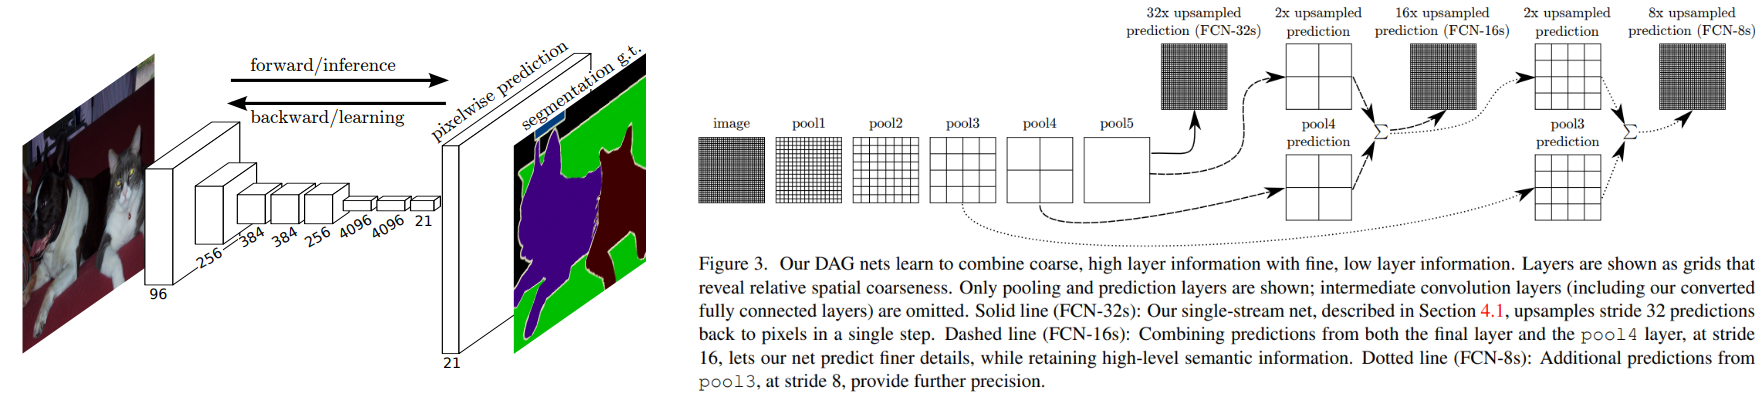 forward/inference
backward/learning
pixelwise prediction
segmentation g.t.
96
256
384
384
256
4096
4096
21
21
32x upsampled
prediction (FCN-32s)
2x upsampled
prediction
16x upsampled
prediction (FCN-16s)
2x upsampled
prediction
8x upsampled
prediction (FCN-8s)
image
pool1
pool2
pool3
pool4
pool5
pool4
prediction
pool3
prediction
Σ
Σ
Figure 3. Our DAG nets learn to combine coarse, high layer information with fine, low layer information. Layers are shown as grids that
reveal relative spatial coarseness. Only pooling and prediction layers are shown; intermediate convolution layers (including our converted
fully connected layers) are omitted. Solid line (FCN-32s): Our single-stream net, described in Section 4.1, upsamples stride 32 predictions
back to pixels in a single step. Dashed line (FCN-16s): Combining predictions from both the final layer and the pool4 layer, at stride
16, lets our net predict finer details, while retaining high-level semantic information. Dotted line (FCN-8s): Additional predictions from
pool3, at stride 8, provide further precision.